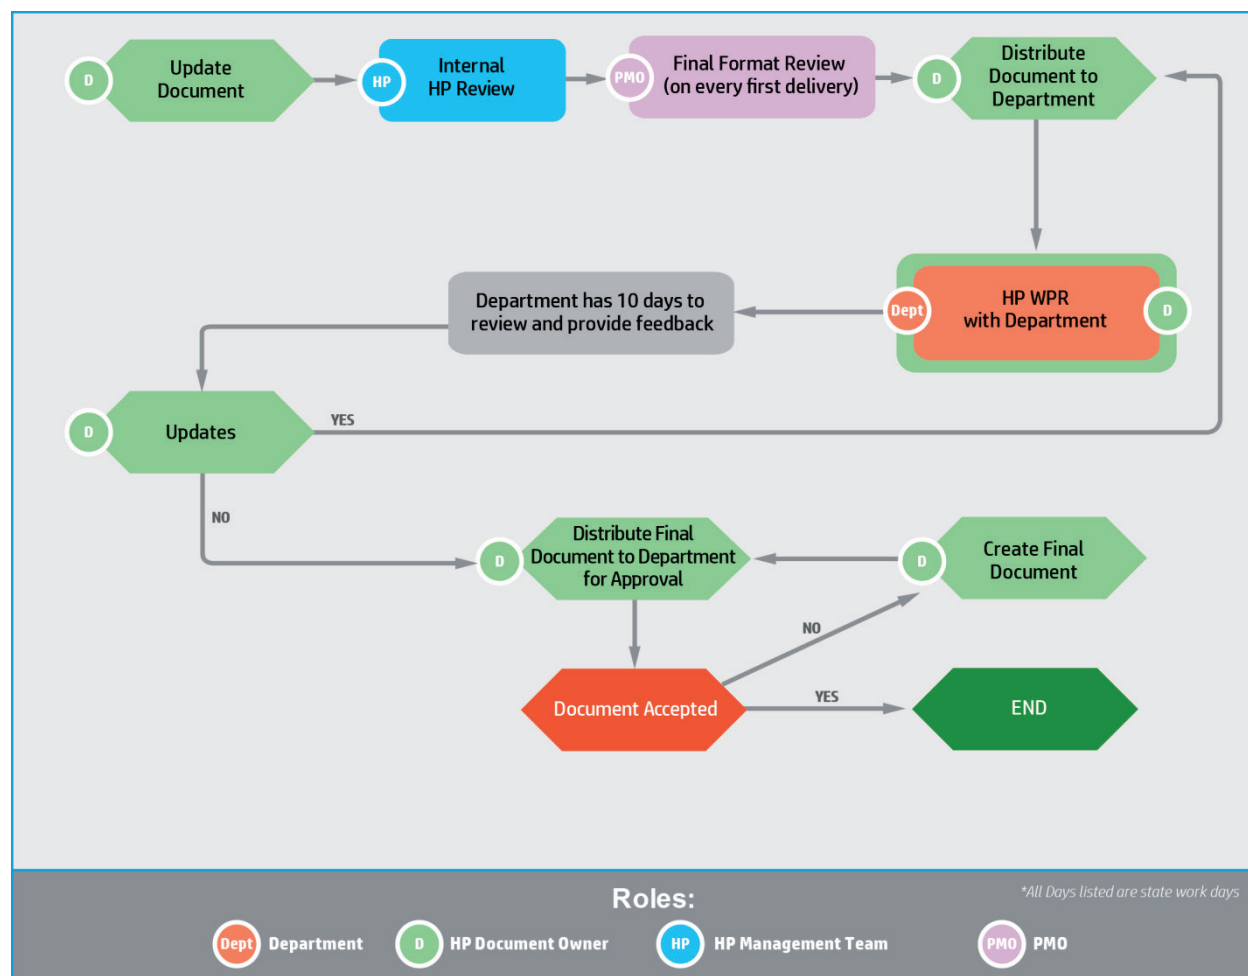 D
Update
Document
HP
Internal
HP Review
PMO
Final Format Review
(on every first delivery)
D
Distribute
Document to
Department
Department has 10 days to
review and provide feedback
Dept
HP WPR
with Department
D
D
Updates
YES
NO
D
Distribute Final
Document to Department
for Approval
D
Create Final
Document
NO
Document Accepted
YES
END
Roles:
*All Days listed are state work days
Dept Department
D HP Document Owner
HP HP Management Team
PMO PMO